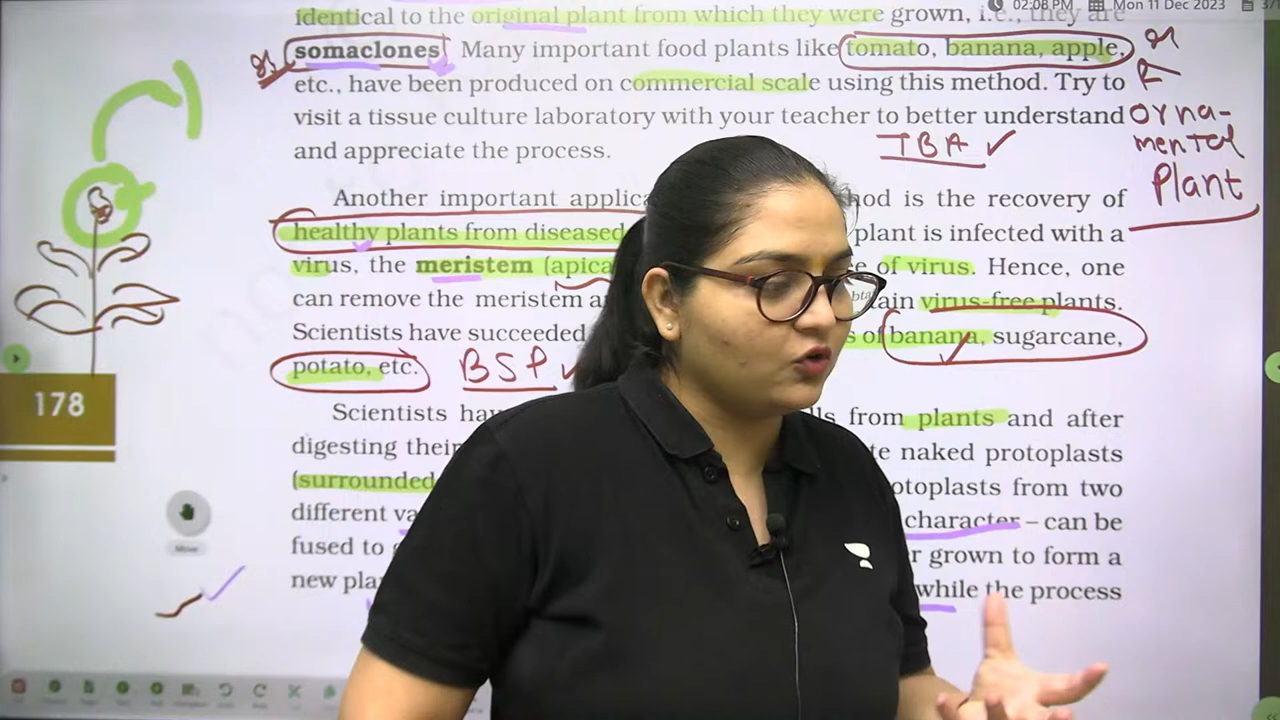 02:08 PM Mon 11 Dec 2023
identical to the original plant from which they were grown, i.e., they are
somaclones. Many important food plants like tomato, banana, apple,
etc., have been produced on commercial scale using this method. Try to
visit a tissue culture laboratory with your teacher to better understand
and appreciate the process.
TBA
Orna-
mental
Plant
Another important applica hod is the recovery of
healthy plants from diseased plant is infected with a
virus, the meristem (apica of virus. Hence, one
can remove the meristem a tain virus-free plants.
Scientists have succeeded of banana, sugarcane,
potato, etc.
BSP
178
Scientists hav lls from plants and after
digesting their te naked protoplasts
(surrounded otoplasts from two
different va character – can be
fused to r grown to form a
new pla while the process
Move